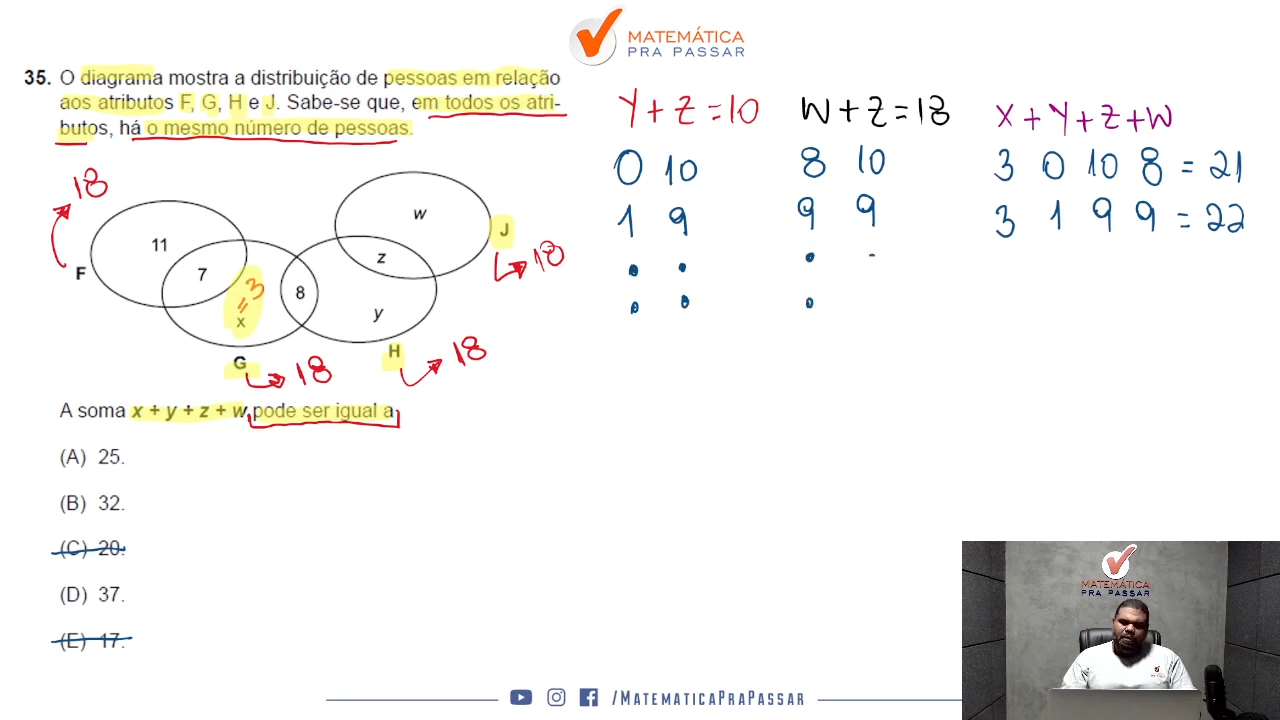 MATEMÁTICA
PRA PASSAR
35. O diagrama mostra a distribuição de pessoas em relação
aos atributos F, G, H e J. Sabe-se que, em todos os atri-
butos, há o mesmo número de pessoas.
18
11
7
F
= 3
x
8
G
18
w
z
y
J
18
H
18
A soma x + y + z + w pode ser igual a
(A) 25.
(B) 32.
(C) 20.
(D) 37.
(E) 17.
Y + Z = 10
0 10
1 9
W + Z = 18
8 10
9 9
X + Y + Z + W
3 0 10 8 = 21
3 1 9 9 = 22
MATEMÁTICA
PRA PASSAR
/MATEMATICAPRAPASSAR